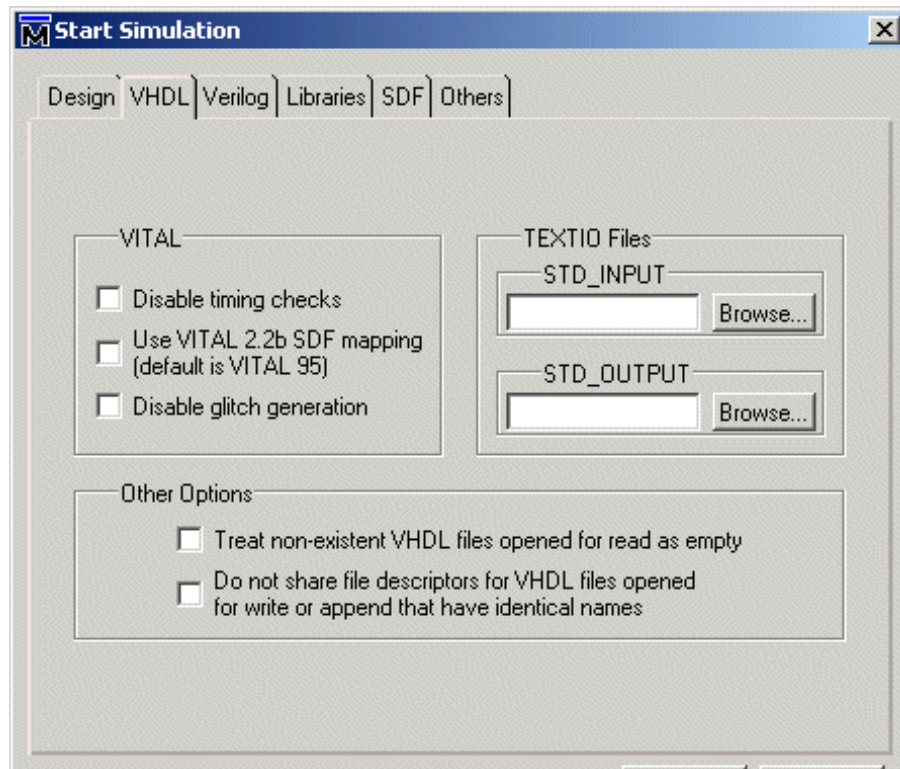 Start Simulation
Design VHDL Verilog Libraries SDF Others
VITAL
Disable timing checks
Use VITAL 2.2b SDF mapping
(default is VITAL 95)
Disable glitch generation
TEXTIO Files
STD_INPUT
Browse...
STD_OUTPUT
Browse...
Other Options
Treat non-existent VHDL files opened for read as empty
Do not share file descriptors for VHDL files opened
for write or append that have identical names